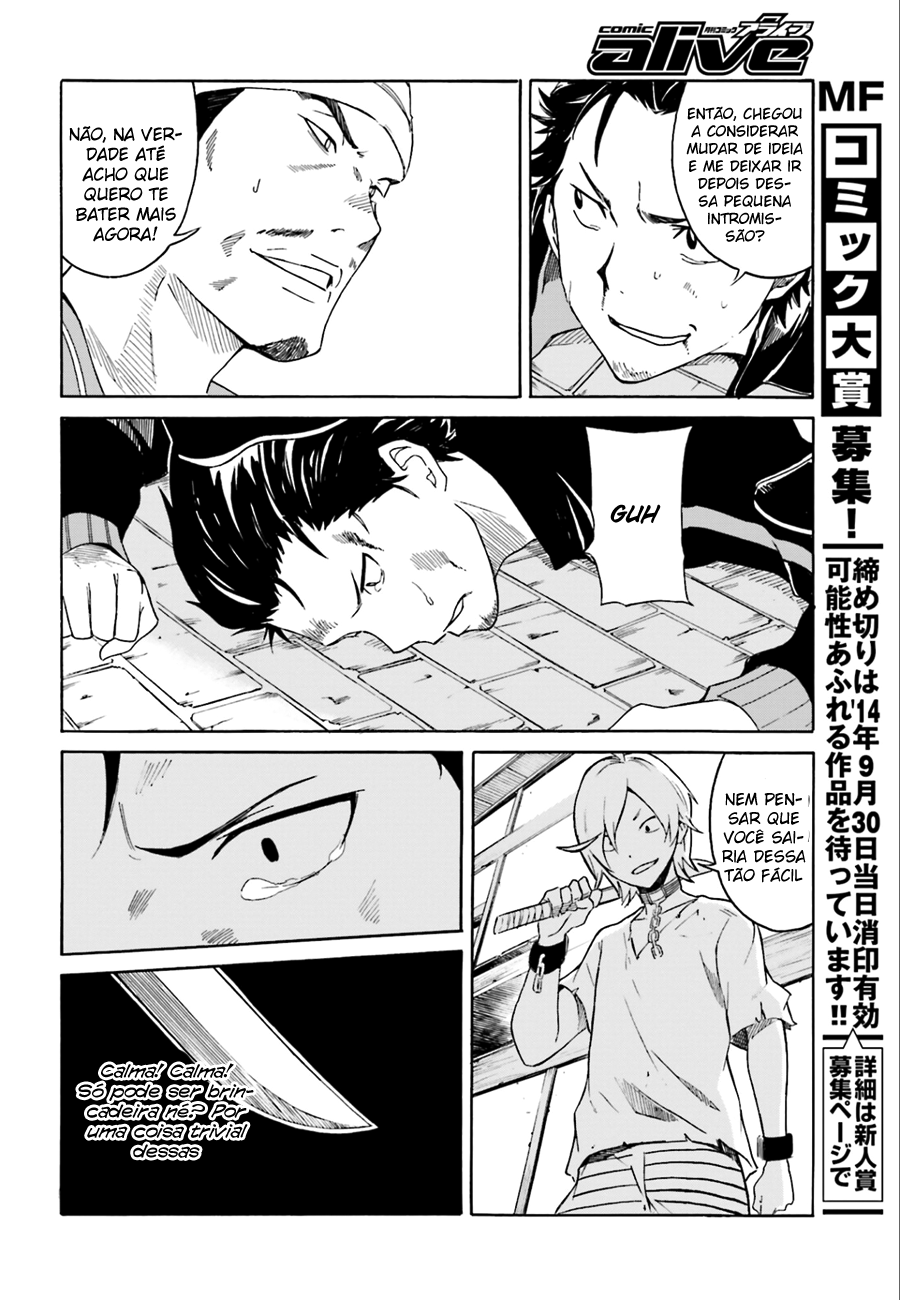 comic
月刊コミック アライブ
alive
ENTÃO, CHEGOU
A CONSIDERAR
MUDAR DE IDEIA
E ME DEIXAR IR
DEPOIS DES-
SA PEQUENA
INTROMIS-
SÃO?
NÃO, NA VER-
DADE ATÉ
ACHO QUE
QUERO TE
BATER MAIS
AGORA!
GUH
NEM PEN-
SAR QUE
VOCÊ SAI-
RIA DESSA
TÃO FÁCIL
Calma! Calma!
Só pode ser brin-
cadeira né? Por
uma coisa trivial
dessas
MF
コミック大賞
募集!
締め切りは'14年9月30日当日消印有効
可能性あふれる作品を待っています!!
詳細は新人賞
募集ページで